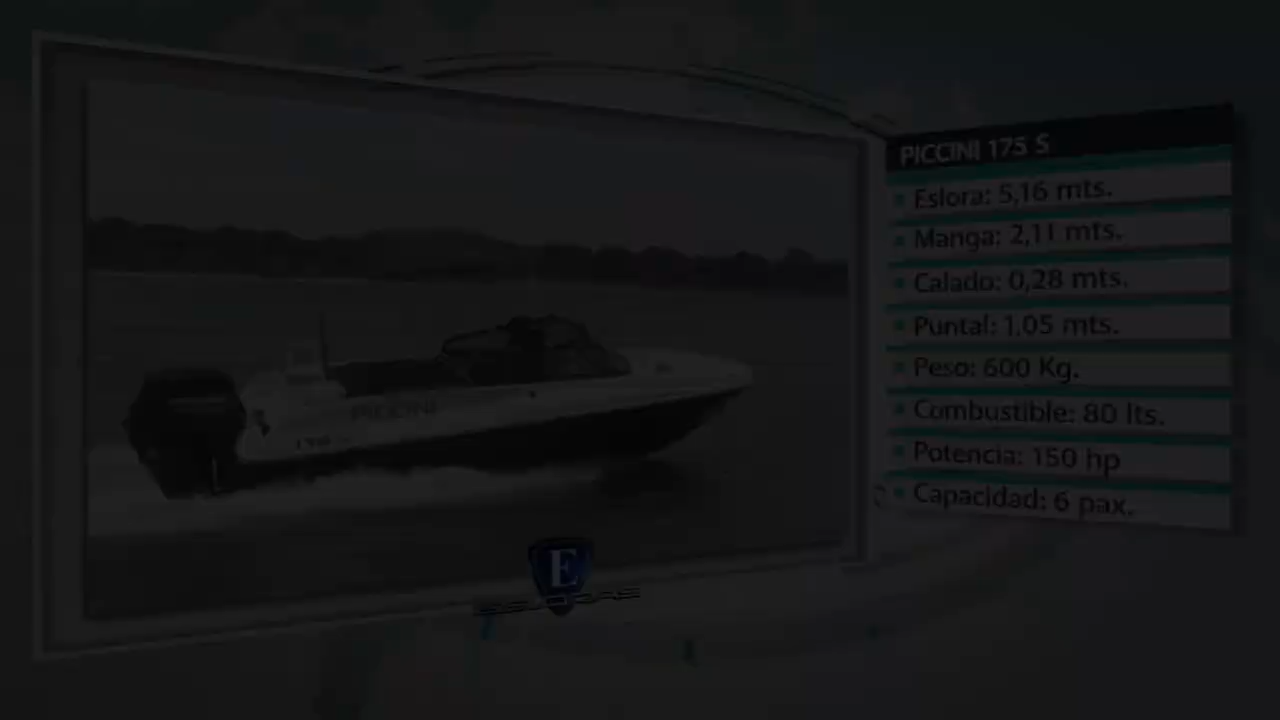 PICCINI 175 S
Eslora: 5,16 mts.
Manga: 2,11 mts.
Calado: 0,28 mts.
Puntal: 1.05 mts.
Peso: 600 Kg.
Combustible: 80 lts.
Potencia: 150 hp
Capacidad: 6 pax.
PICCINI
E